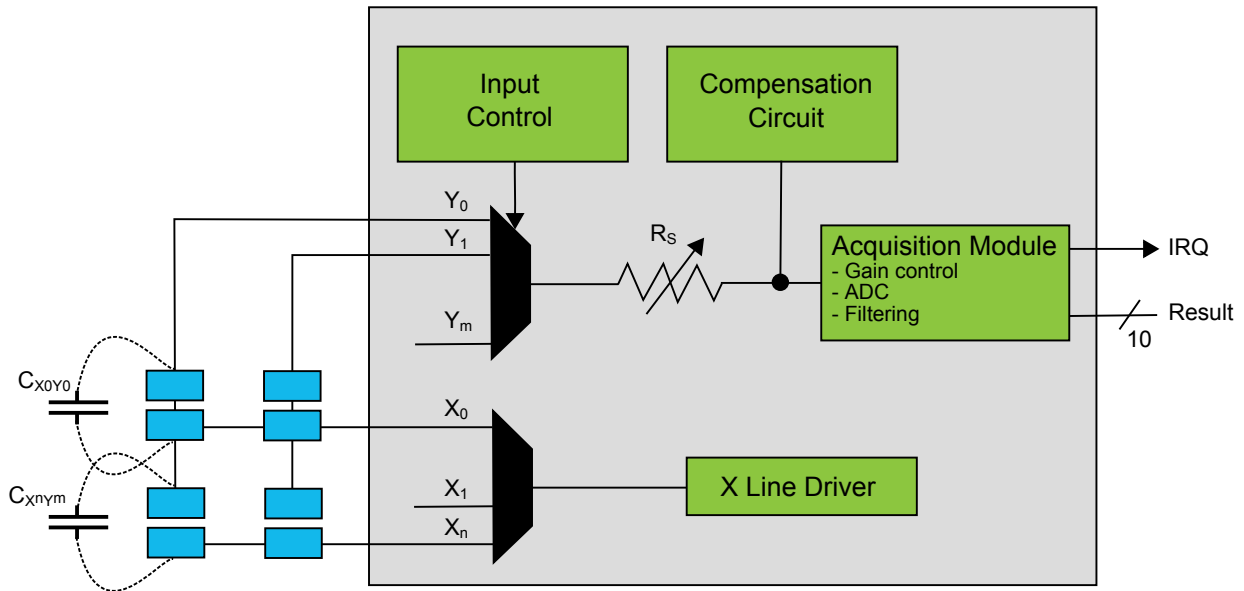 Input
Control
Compensation
Circuit
Y0
Y1
Ym
RS
Acquisition Module
- Gain control
- ADC
- Filtering
IRQ
Result
10
CX0Y0
CXnYm
X0
X1
Xn
X Line Driver